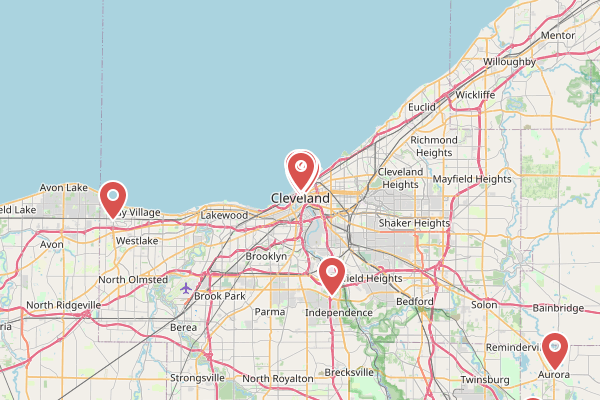 Mentor
Willoughby
Wickliffe
Euclid
Richmond
Heights
Cleveland
Heights
Mayfield Heights
Avon Lake
eld Lake
y Village
Lakewood
Cleveland
Shaker Heights
Avon
Westlake
Brooklyn
North Olmsted
field Heights
Brook Park
Bedford
North Ridgeville
Parma
Independence
Solon
Bainbridge
ria
Berea
Remindervi
Strongsville
North Royalton
Brecksville
Twinsburg
Aurora